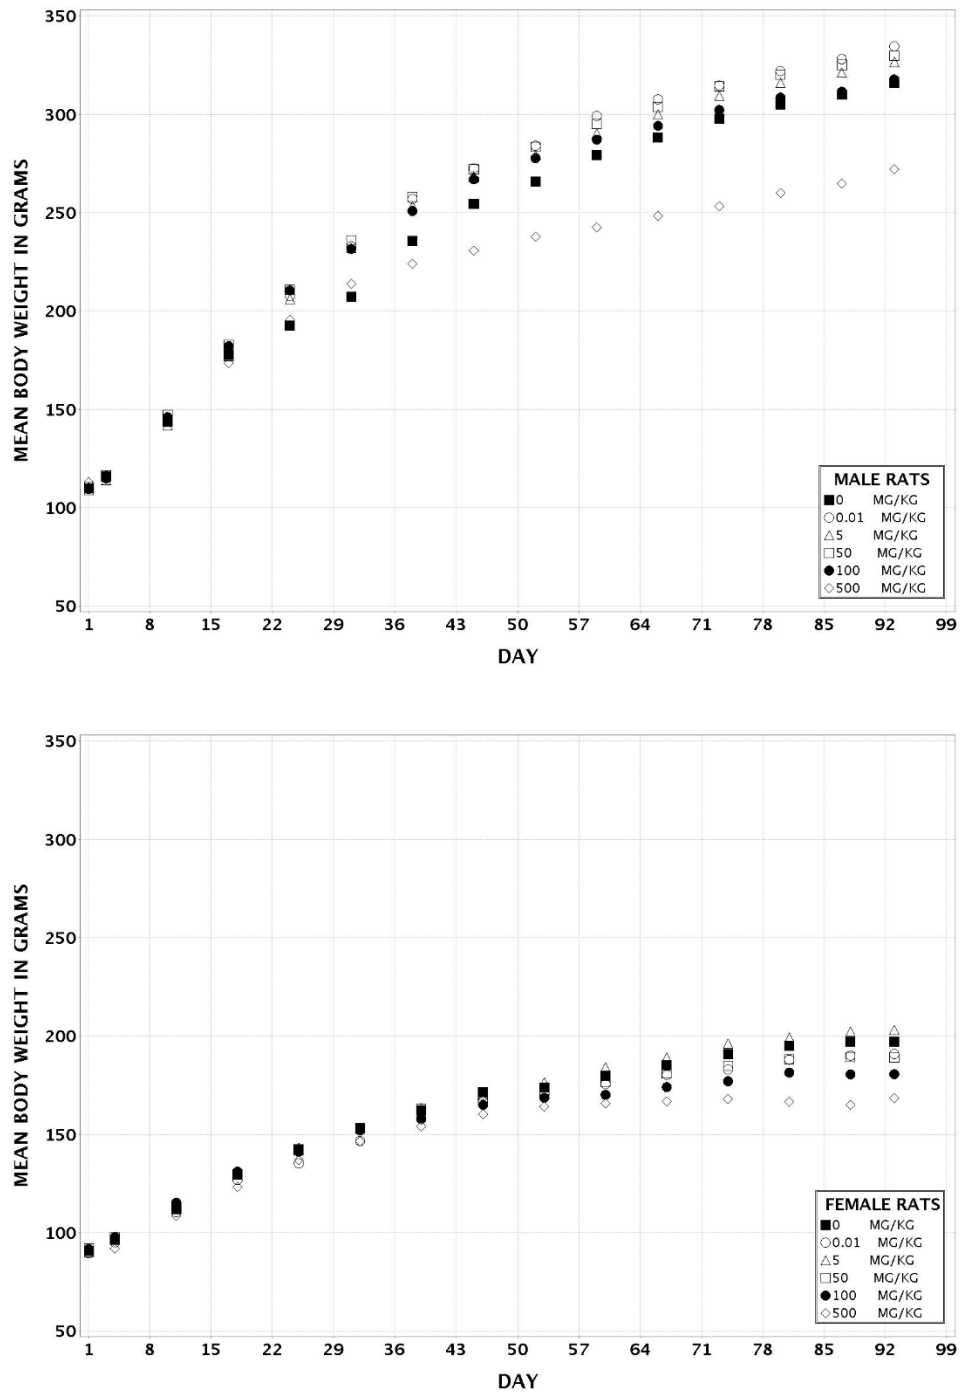 350
300
250
200
150
100
50
MEAN BODY WEIGHT IN GRAMS
MALE RATS
0 MG/KG
0.01 MG/KG
5 MG/KG
50 MG/KG
100 MG/KG
500 MG/KG
1 8 15 22 29 36 43 50 57 64 71 78 85 92 99
DAY
350
300
250
200
150
100
50
MEAN BODY WEIGHT IN GRAMS
FEMALE RATS
0 MG/KG
0.01 MG/KG
5 MG/KG
50 MG/KG
100 MG/KG
500 MG/KG
1 8 15 22 29 36 43 50 57 64 71 78 85 92 99
DAY